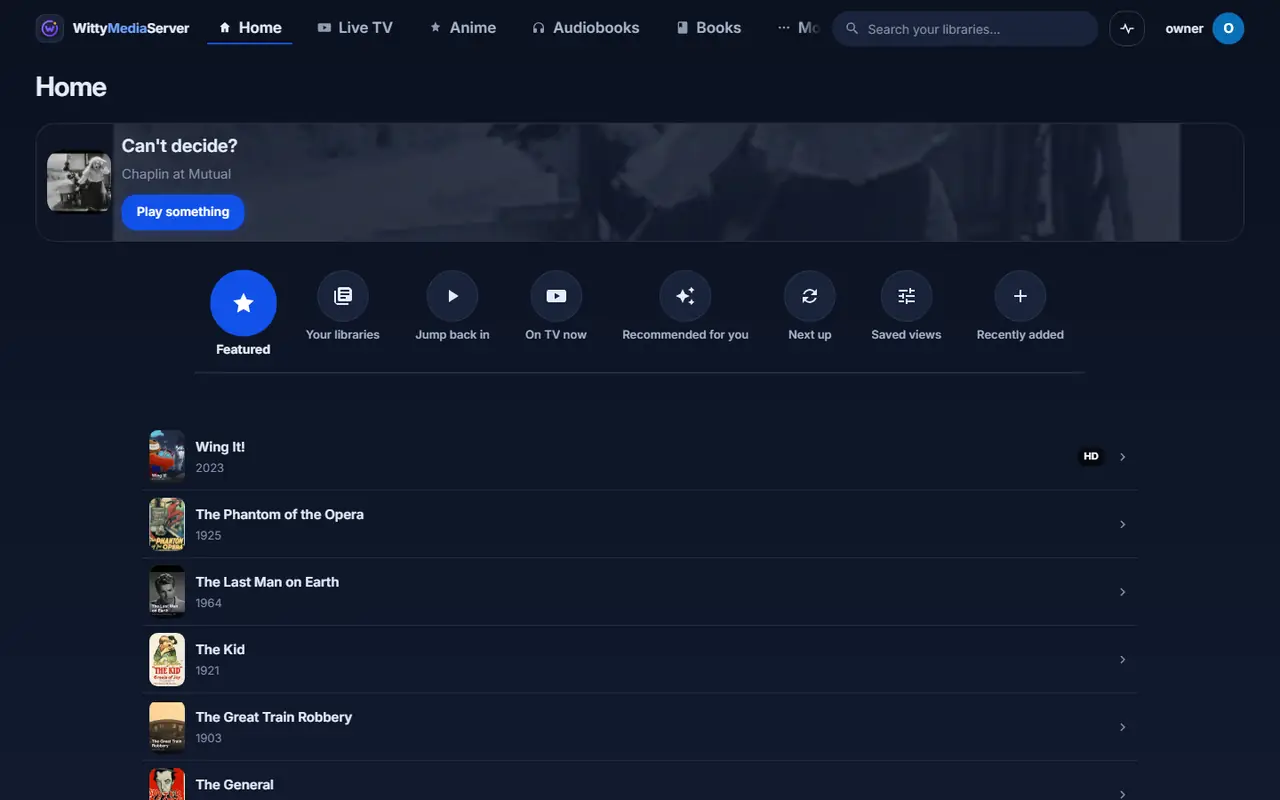 WittyMediaServer
Home
Live TV
Anime
Audiobooks
Books
Search your libraries...
owner
O
Home
Can't decide?
Chaplin at Mutual
Play something
Featured
Your libraries
Jump back in
On TV now
Recommended for you
Next up
Saved views
Recently added
Wing It!
2023
HD
The Phantom of the Opera
1925
The Last Man on Earth
1964
The Kid
1921
THE KID
The Great Train Robbery
1903
The General